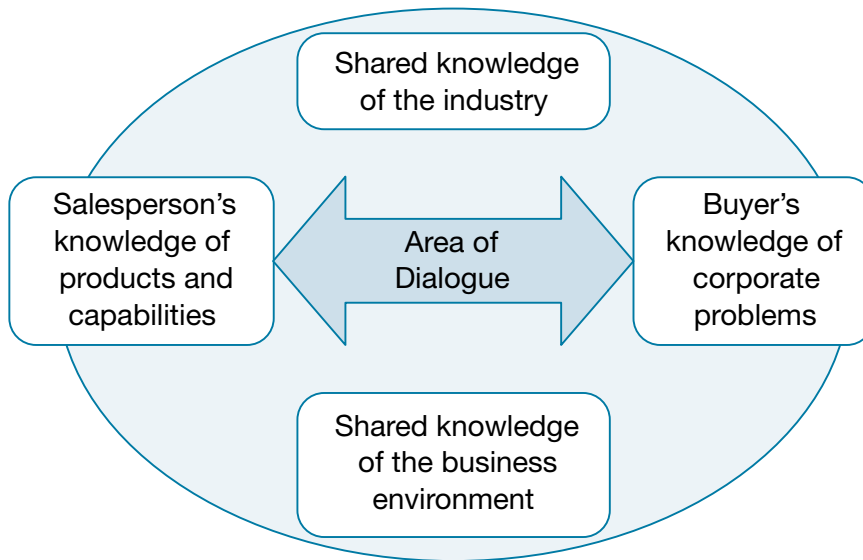 Shared knowledge
of the industry
Salesperson’s
knowledge of
products and
capabilities
Area of
Dialogue
Buyer’s
knowledge of
corporate
problems
Shared knowledge
of the business
environment